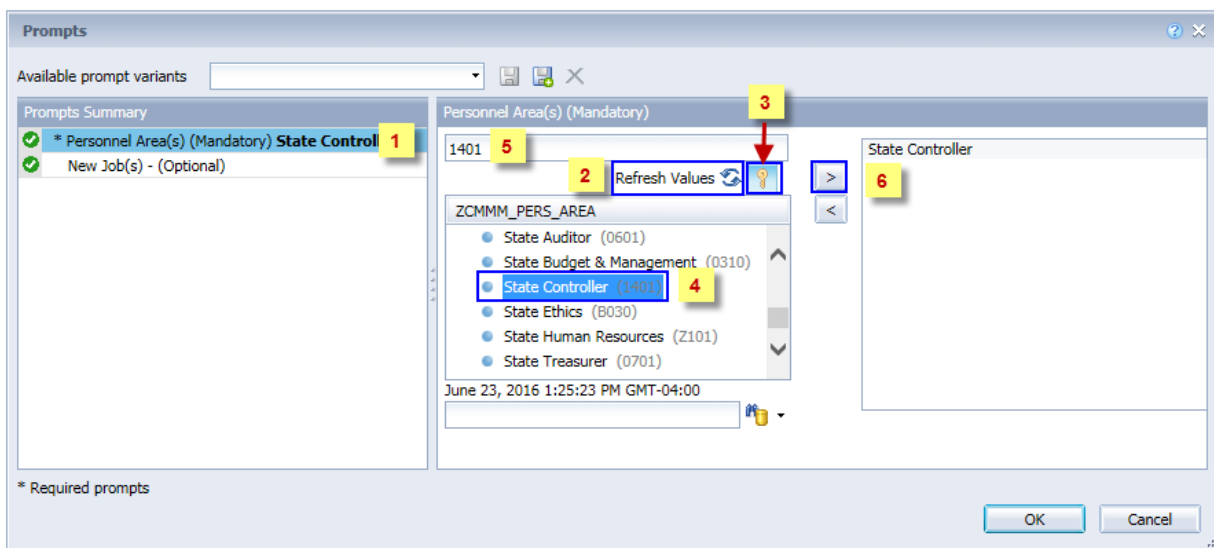 Prompts
Available prompt variants
Prompts Summary
* Personnel Area(s) (Mandatory) State Control 1
New Job(s) - (Optional)
Personnel Area(s) (Mandatory)
3
1401 5
2 Refresh Values
ZCMMM_PERS_AREA
State Auditor (0601)
State Budget & Management (0310)
State Controller (1401) 4
State Ethics (B030)
State Human Resources (Z101)
State Treasurer (0701)
June 23, 2016 1:25:23 PM GMT-04:00
> 6
<
State Controller
* Required prompts
OK Cancel